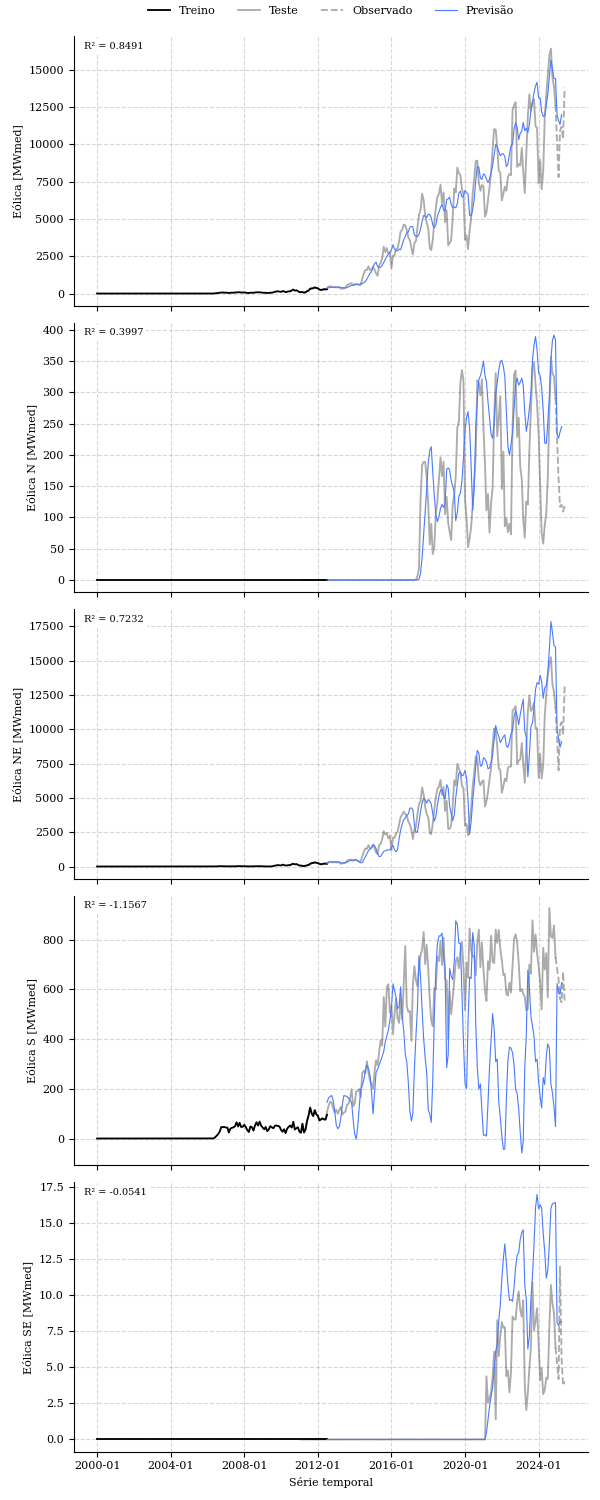 Treino Teste Observado Previsão
R² = 0.8491
Eólica [MWmed]
15000
12500
10000
7500
5000
2500
0
R² = 0.3997
Eólica N [MWmed]
400
350
300
250
200
150
100
50
0
R² = 0.7232
Eólica NE [MWmed]
17500
15000
12500
10000
7500
5000
2500
0
R² = -1.1567
Eólica S [MWmed]
800
600
400
200
0
R² = -0.0541
Eólica SE [MWmed]
17.5
15.0
12.5
10.0
7.5
5.0
2.5
0.0
2000-01 2004-01 2008-01 2012-01 2016-01 2020-01 2024-01
Série temporal